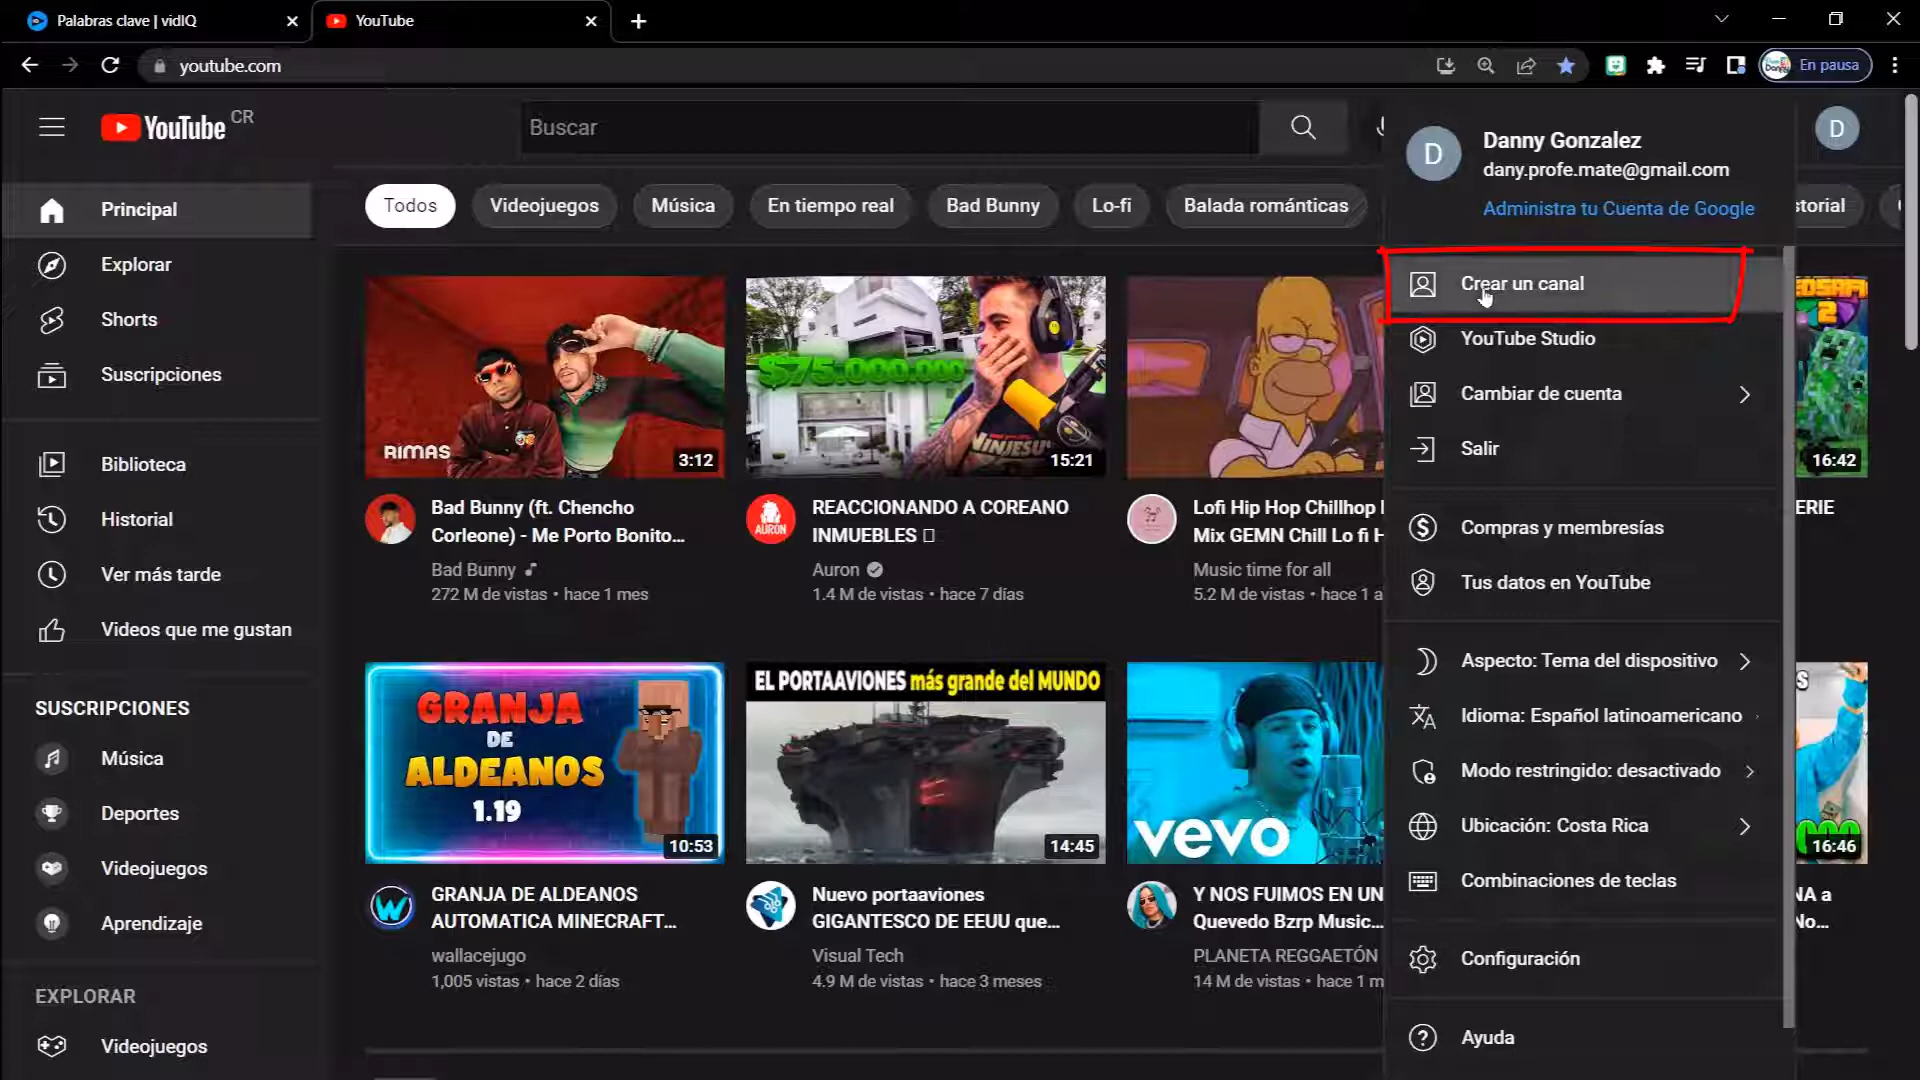 Palabras clave | vidIQ
YouTube
youtube.com
En pausa
YouTube CR
Buscar
D
Danny Gonzalez
dany.profe.mate@gmail.com
Administra tu Cuenta de Google
D
Principal
Explorar
Shorts
Suscripciones
Biblioteca
Historial
Ver más tarde
Videos que me gustan
SUSCRIPCIONES
Música
Deportes
Videojuegos
Aprendizaje
EXPLORAR
Videojuegos
Todos
Videojuegos
Música
En tiempo real
Bad Bunny
Lo-fi
Balada románticas
storial
RIMAS
3:12
Bad Bunny (ft. Chencho
Corleone) - Me Porto Bonito...
Bad Bunny
272 M de vistas • hace 1 mes
$75.000.000
NINJESU
15:21
AURON
REACCIONANDO A COREANO
INMUEBLES
Auron
1.4 M de vistas • hace 7 días
Lofi Hip Hop Chillhop
Mix GEMN Chill Lo fi H
Music time for all
5.2 M de vistas • hace 1 a
2
16:42
ERIE
GRANJA
DE
ALDEANOS
1.19
10:53
W
GRANJA DE ALDEANOS
AUTOMATICA MINECRAFT...
wallacejugo
1,005 vistas • hace 2 días
EL PORTAAVIONES más grande del MUNDO
14:45
Nuevo portaaviones
GIGANTESCO DE EEUU que...
Visual Tech
4.9 M de vistas • hace 3 meses
vevo
Y NOS FUIMOS EN UN
Quevedo Bzrp Music...
PLANETA REGGAETÓN
14 M de vistas • hace 1 m
S
16:46
NA a
No...
Crear un canal
YouTube Studio
Cambiar de cuenta
Salir
Compras y membresías
Tus datos en YouTube
Aspecto: Tema del dispositivo
Idioma: Español latinoamericano
Modo restringido: desactivado
Ubicación: Costa Rica
Combinaciones de teclas
Configuración
Ayuda